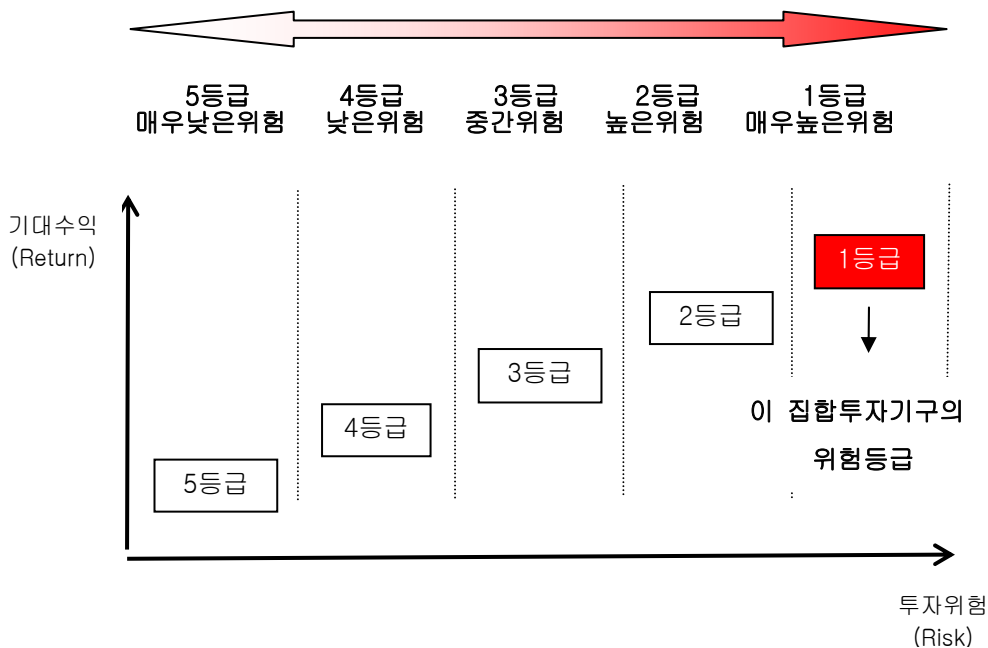 5등급 4등급 3등급 2등급 1등급
매우낮은위험 낮은위험 중간위험 높은위험 매우높은위험
기대수익
(Return)
1등급
2등급
3등급
4등급
5등급
이 집합투자기구의
위험등급
투자위험
(Risk)